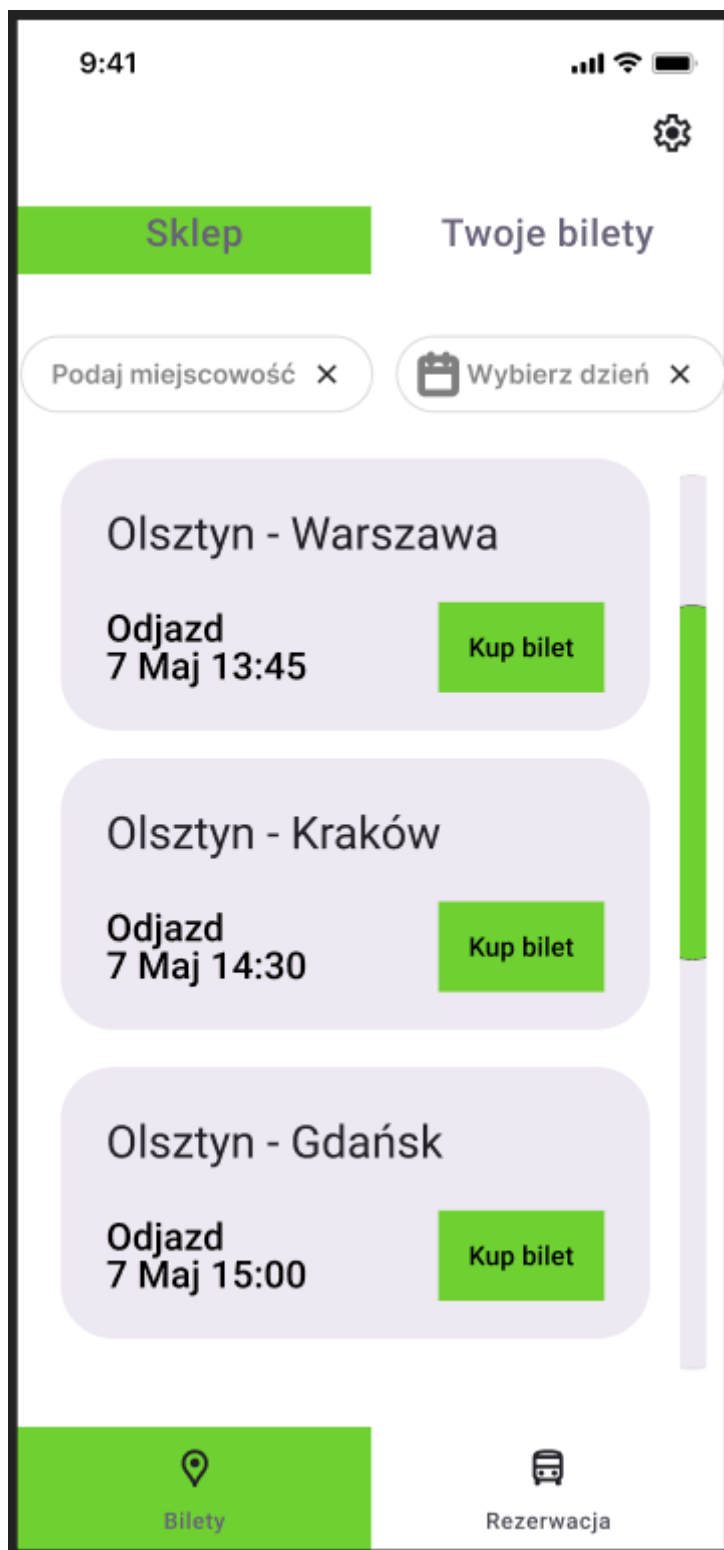 9:41
Sklep
Twoje bilety
Podaj miejscowość
Wybierz dzień
Olsztyn - Warszawa
Odjazd
7 Maj 13:45
Kup bilet
Olsztyn - Kraków
Odjazd
7 Maj 14:30
Kup bilet
Olsztyn - Gdańsk
Odjazd
7 Maj 15:00
Kup bilet
Bilety
Rezerwacja